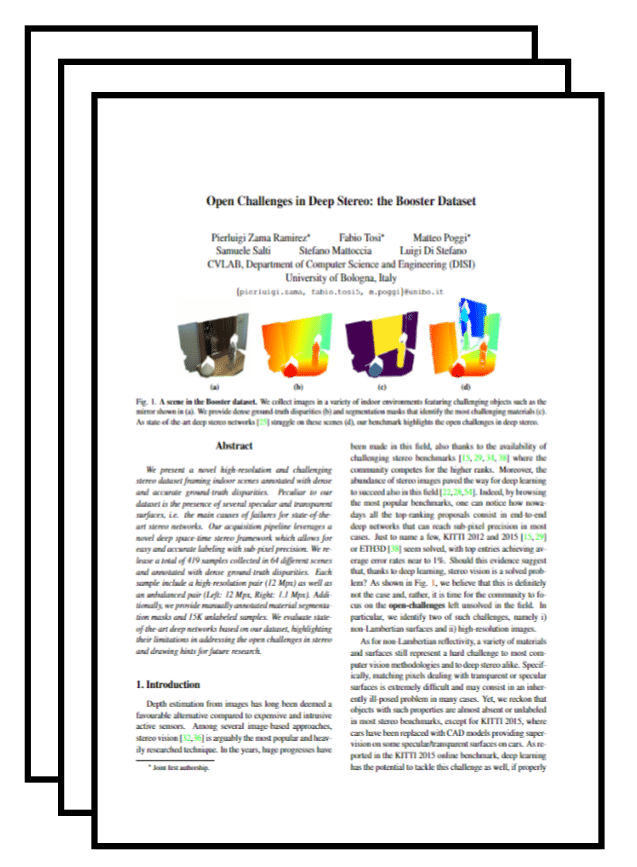 Open Challenges in Deep Stereo: the Booster Dataset
Pierluigi Zama Ramirez* Fabio Tosi* Matteo Poggi*
Samuele Salti Stefano Mattoccia Luigi Di Stefano
CVLAB, Department of Computer Science and Engineering (DISI)
University of Bologna, Italy
{pierluigi.zama, fabio.tosi5, m.poggi}@unibo.it
(a) (b) (c) (d)
Fig. 1. A scene in the Booster dataset. We collect images in a variety of indoor environments featuring challenging objects such as the
mirror shown in (a). We provide dense ground-truth disparities (b) and segmentation masks that identify the most challenging materials (c).
As state-of-the-art deep stereo networks [25] struggle on these scenes (d), our benchmark highlights the open challenges in deep stereo.
Abstract
We present a novel high-resolution and challenging
stereo dataset framing indoor scenes annotated with dense
and accurate ground-truth disparities. Peculiar to our
dataset is the presence of several specular and transparent
surfaces, i.e. the main causes of failures for state-of-the-
art stereo networks. Our acquisition pipeline leverages a
novel deep space-time stereo framework which allows for
easy and accurate labeling with sub-pixel precision. We re-
lease a total of 419 samples collected in 64 different scenes
and annotated with dense ground-truth disparities. Each
sample include a high-resolution pair (12 Mpx) as well as
an unbalanced pair (Left: 12 Mpx, Right: 1.1 Mpx). Addi-
tionally, we provide manually annotated material segmenta-
tion masks and 15K unlabeled samples. We evaluate state-
of-the-art deep networks based on our dataset, highlighting
their limitations in addressing the open challenges in stereo
and drawing hints for future research.
1. Introduction
Depth estimation from images has long been deemed a
favourable alternative compared to expensive and intrusive
active sensors. Among several image-based approaches,
stereo vision [32, 36] is arguably the most popular and heav-
ily researched technique. In the years, huge progresses have
* Joint first authorship.
been made in this field, also thanks to the availability of
challenging stereo benchmarks [15, 29, 34, 38] where the
community competes for the higher ranks. Moreover, the
abundance of stereo images paved the way for deep learning
to succeed also in this field [22, 28, 53]. Indeed, by browsing
the most popular benchmarks, one can notice how nowa-
days all the top-ranking proposals consist in end-to-end
deep networks that can reach sub-pixel precision in most
cases. Just to name a few, KITTI 2012 and 2015 [15, 29]
or ETH3D [38] seem solved, with top entries achieving av-
erage error rates near to 1%. Should this evidence suggest
that, thanks to deep learning, stereo vision is a solved prob-
lem? As shown in Fig. 1, we believe that this is definitely
not the case and, rather, it is time for the community to fo-
cus on the open-challenges left unsolved in the field. In
particular, we identify two of such challenges, namely i)
non-Lambertian surfaces and ii) high-resolution images.
As for non-Lambertian reflectivity, a variety of materials
and surfaces still represent a hard challenge to most com-
puter vision methodologies and to deep stereo alike. Specif-
ically, matching pixels dealing with transparent or specular
surfaces is extremely difficult and may consist in an inher-
ently ill-posed problem in many cases. Yet, we reckon that
objects with such properties are almost absent or unlabeled
in most stereo benchmarks, except for KITTI 2015, where
cars have been replaced with CAD models providing super-
vision on some specular/transparent surfaces on cars. As re-
ported in the KITTI 2015 online benchmark, deep learning
has the potential to tackle this challenge as well, if properly